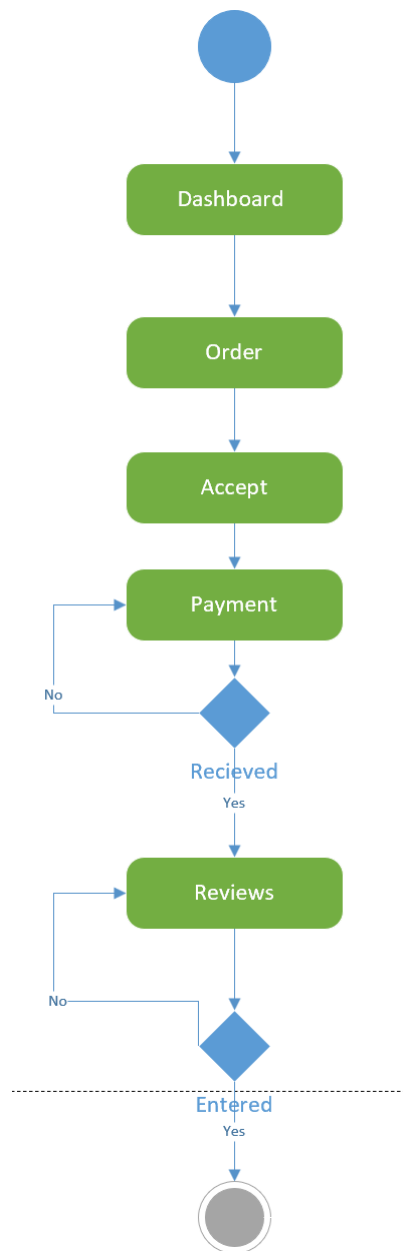 Dashboard
Order
Accept
Payment
No
Recieved
Yes
Reviews
No
Entered
Yes